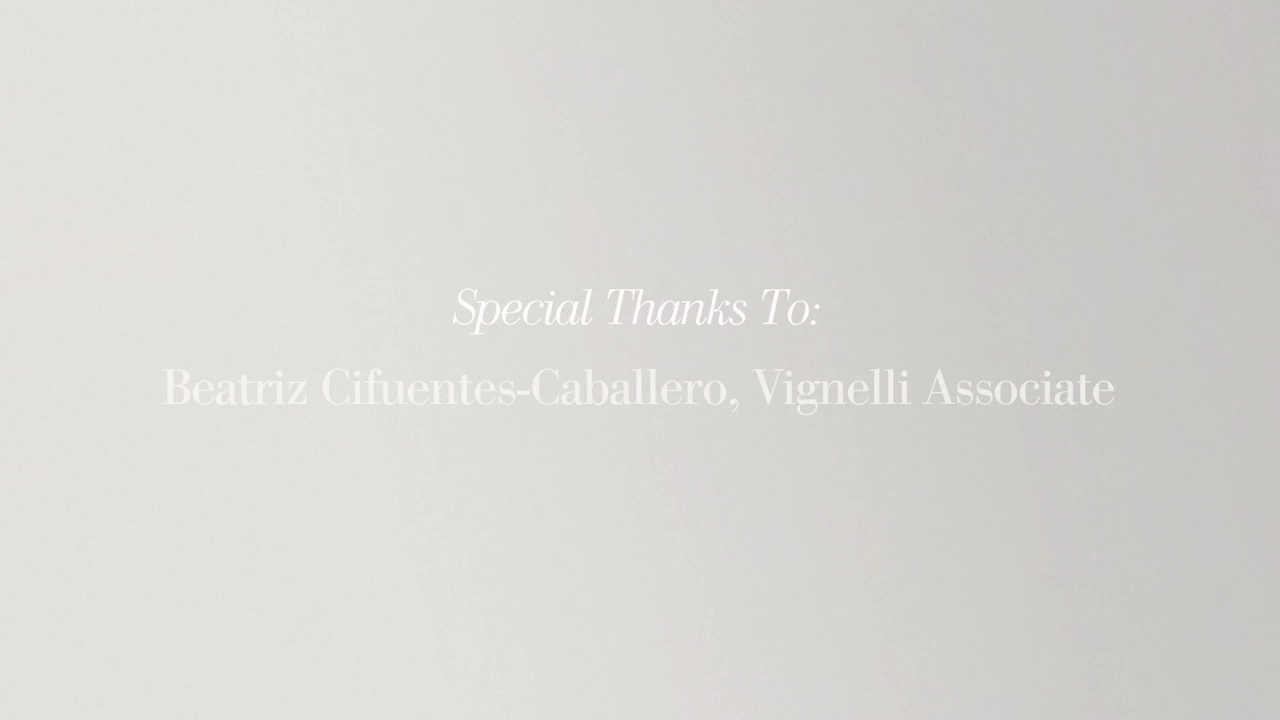 Special Thanks To:
Beatriz Cifuentes-Caballero, Vignelli Associate